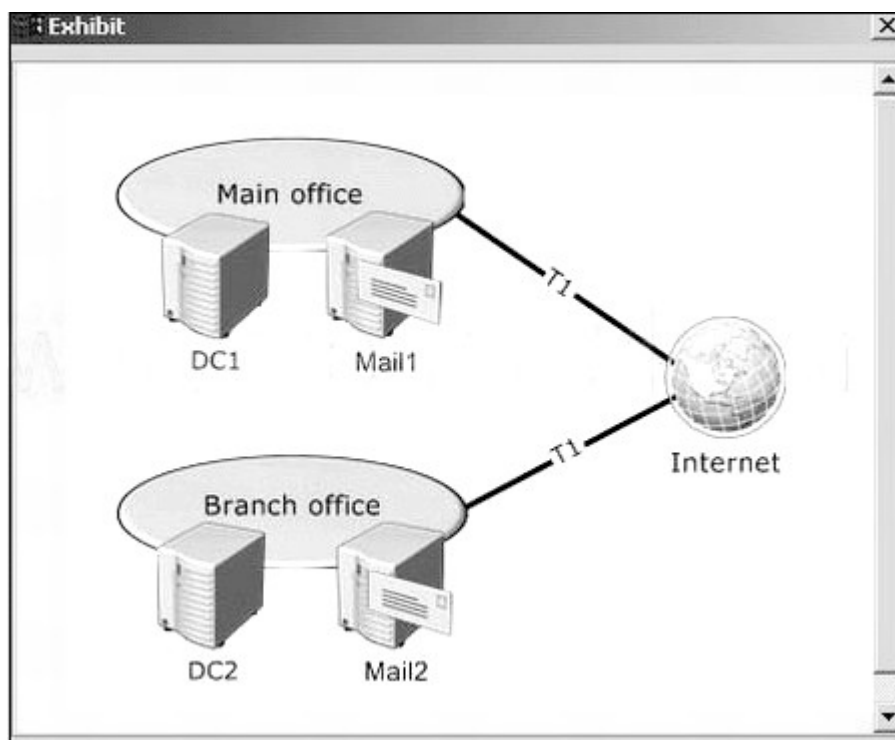 Exhibit
Main office
DC1
Mail1
T1
Internet
T1
Branch office
DC2
Mail2